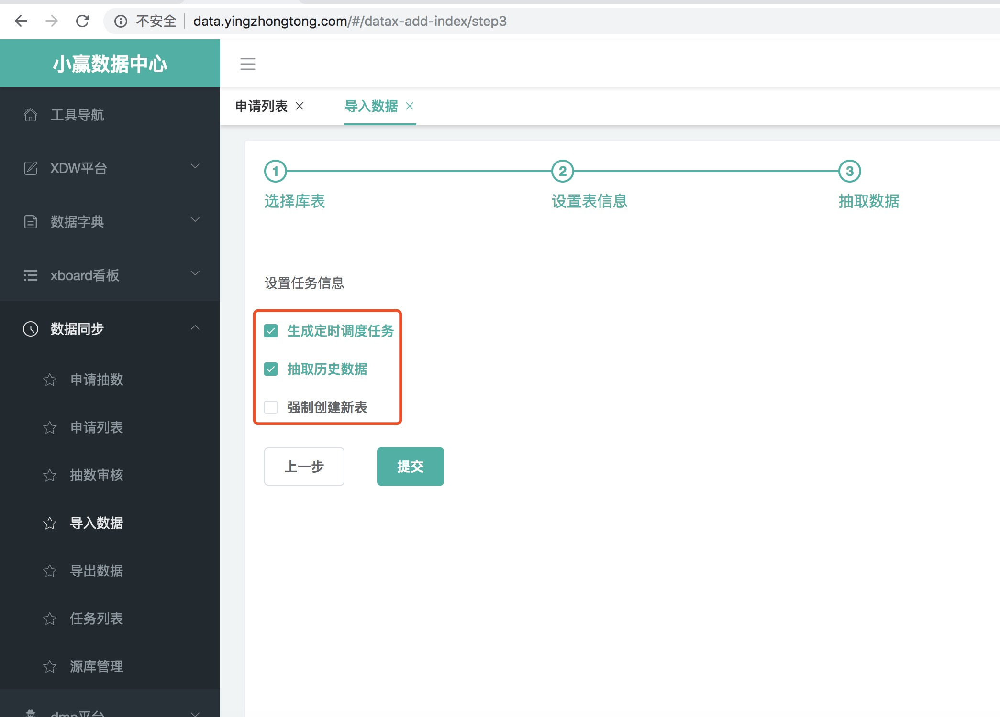 不安全 data.yingzhongtong.com/#/datax-add-index/step3
小赢数据中心
工具导航
XDW平台
数据字典
xboard看板
数据同步
申请抽数
申请列表
抽数审核
导入数据
导出数据
任务列表
源库管理
dmp平台
申请列表 导入数据
1 2 3
选择库表 设置表信息 抽取数据
设置任务信息
生成定时调度任务
抽取历史数据
强制创建新表
上一步 提交